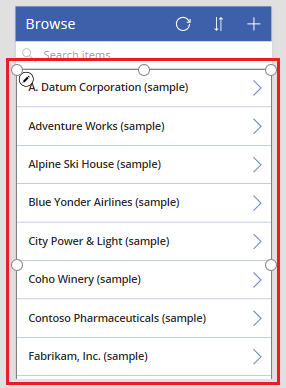 Browse
Search items
A. Datum Corporation (sample)
Adventure Works (sample)
Alpine Ski House (sample)
Blue Yonder Airlines (sample)
City Power & Light (sample)
Coho Winery (sample)
Contoso Pharmaceuticals (sample)
Fabrikam, Inc. (sample)